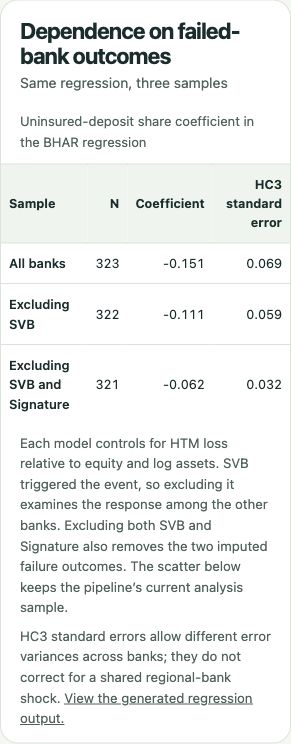 Dependence on failed-
bank outcomes
Same regression, three samples
Uninsured-deposit share coefficient in
the BHAR regression
Sample N Coefficient HC3 standard error
All banks 323 -0.151 0.069
Excluding SVB 322 -0.111 0.059
Excluding SVB and Signature 321 -0.062 0.032
Each model controls for HTM loss
relative to equity and log assets. SVB
triggered the event, so excluding it
examines the response among the other
banks. Excluding both SVB and
Signature also removes the two imputed
failure outcomes. The scatter below
keeps the pipeline's current analysis
sample.
HC3 standard errors allow different error
variances across banks; they do not
correct for a shared regional-bank
shock. View the generated regression
output.